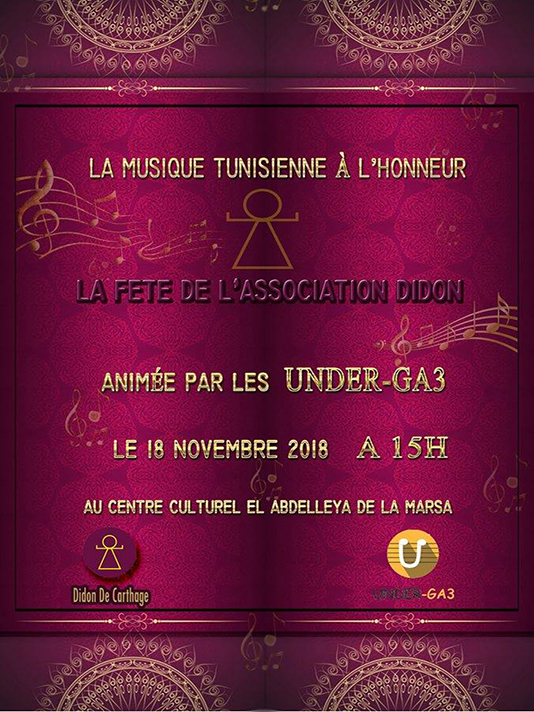 LA MUSIQUE TUNISIENNE À L'HONNEUR
LA FETE DE L'ASSOCIATION DIDON
ANIMÉE PAR LES UNDER-GA3
LE 18 NOVEMBRE 2018 A 15H
AU CENTRE CULTUREL EL ABDELLEYA DE LA MARSA
U
Didon De Carthage
UNDER-GA3